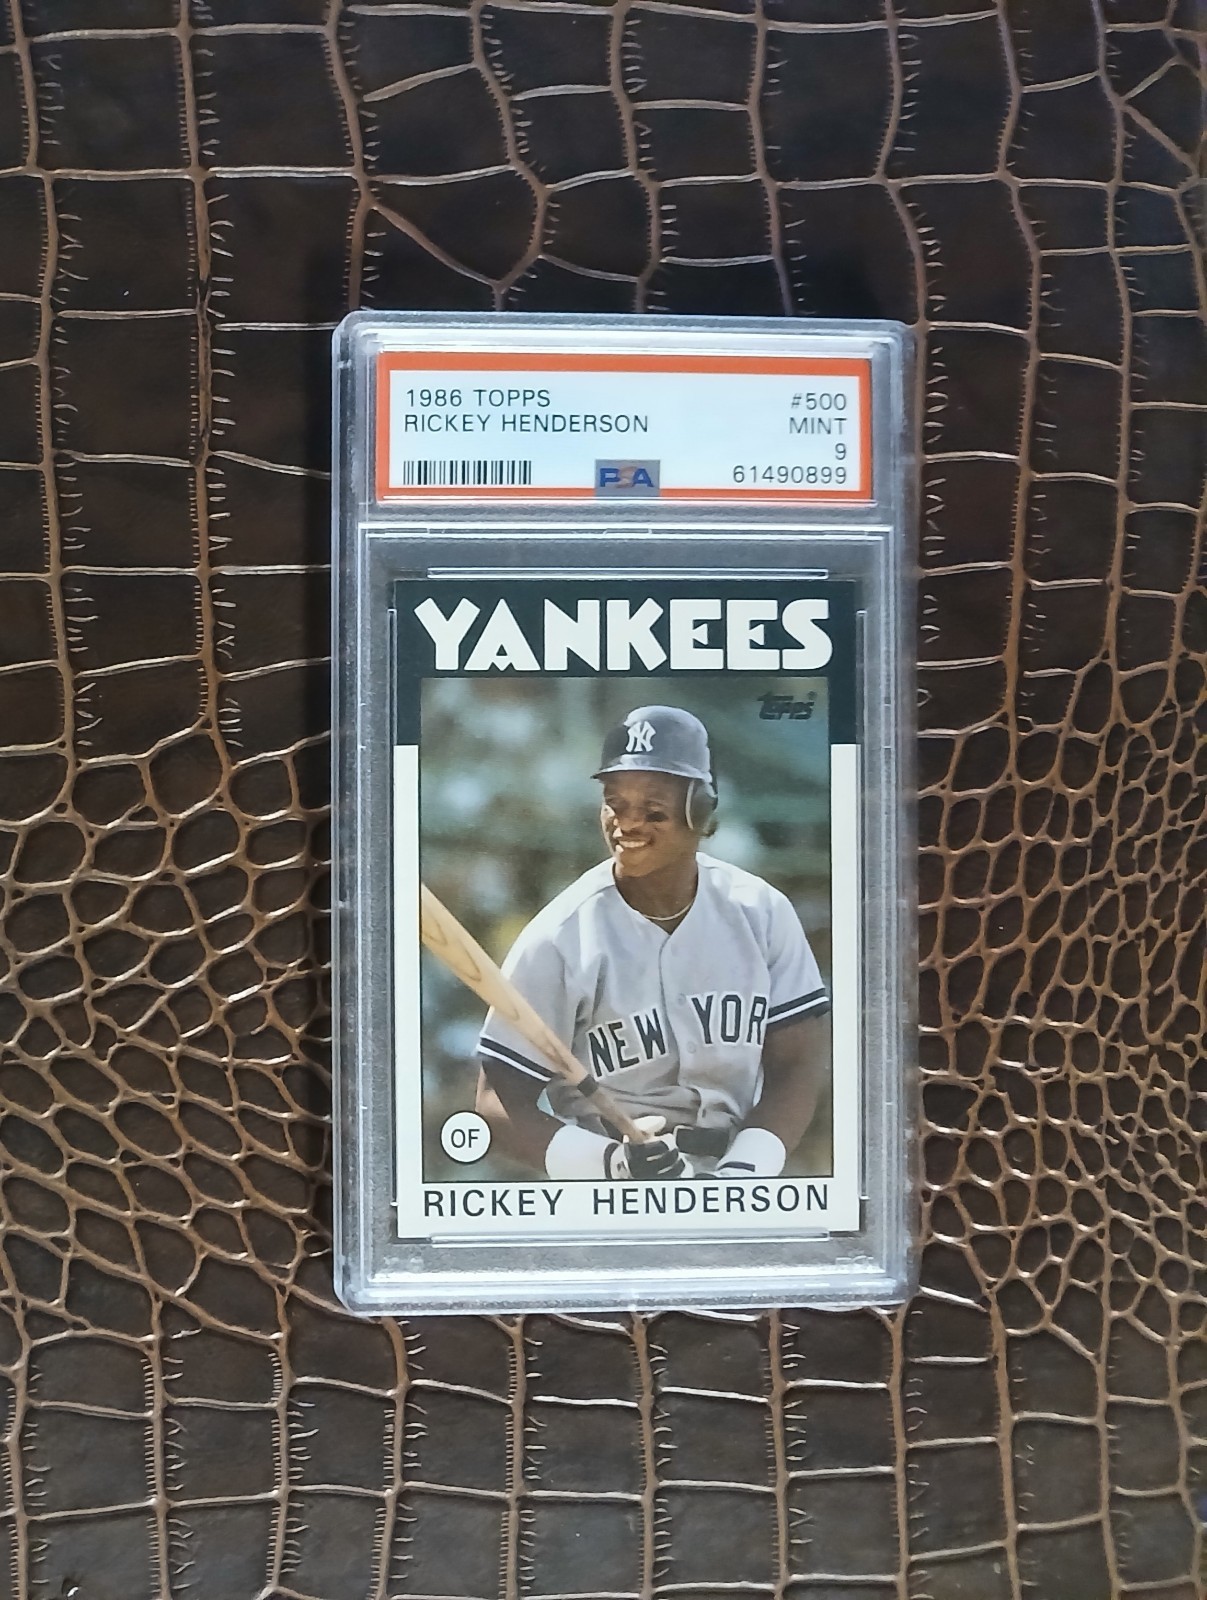 1986 TOPPS #500
RICKEY HENDERSON MINT
9
PSA 61490899
YANKEES
Topps®
NY
NEW YOR
OF
RICKEY HENDERSON